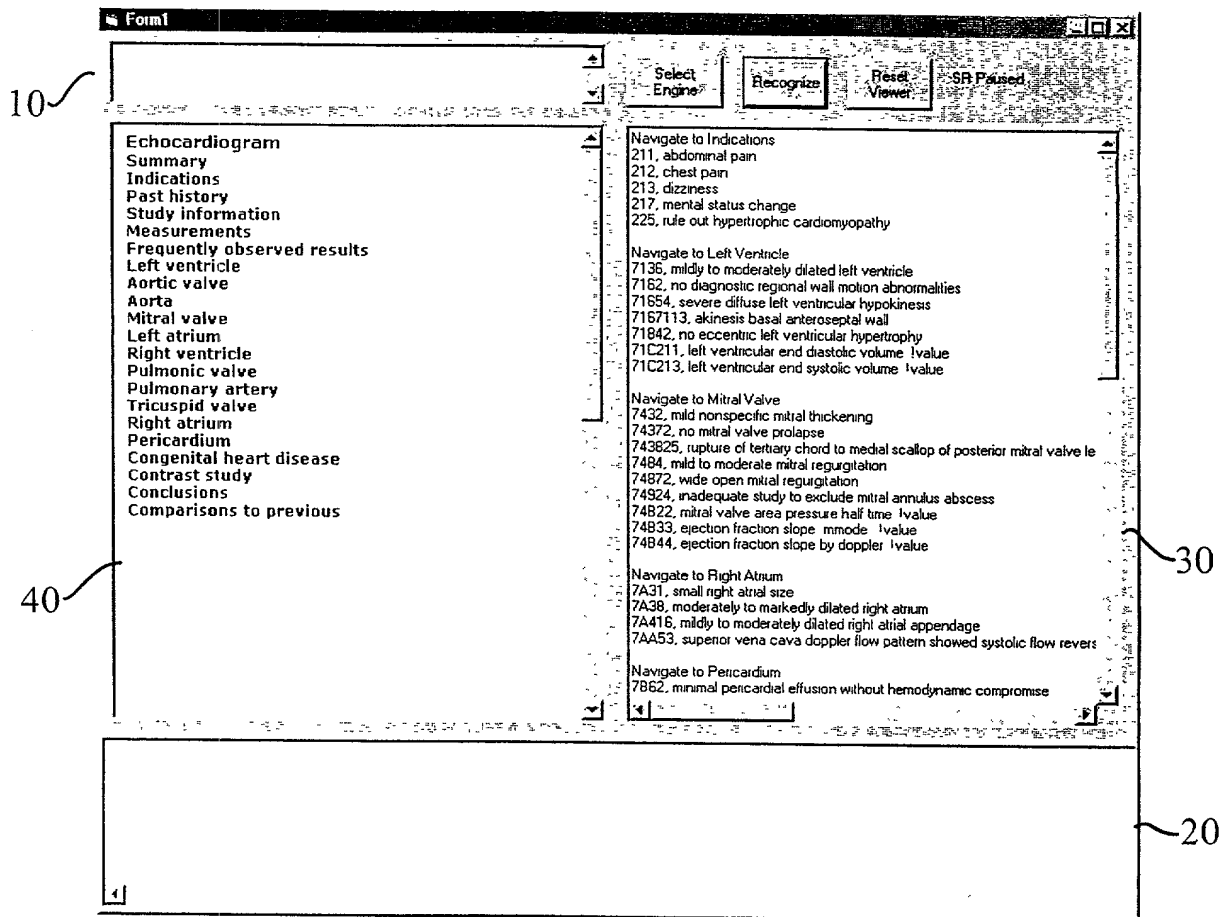 Form1
10
Select
Engine
Recognize
Reset
Viewer
SR Paused
Echocardiogram
Summary
Indications
Past history
Study information
Measurements
Frequently observed results
Left ventricle
Aortic valve
Aorta
Mitral valve
Left atrium
Right ventricle
Pulmonic valve
Pulmonary artery
Tricuspid valve
Right atrium
Pericardium
Congenital heart disease
Contrast study
Conclusions
Comparisons to previous
40
Navigate to Indications
211, abdominal pain
212, chest pain
213, dizziness
217, mental status change
225, rule out hypertrophic cardiomyopathy
Navigate to Left Ventricle
7136, mildly to moderately dilated left ventricle
7162, no diagnostic regional wall motion abnormalities
71654, severe diffuse left ventricular hypokinesis
7167113, akinesis basal anteroseptal wall
71842, no eccentric left ventricular hypertrophy
71C211, left ventricular end diastolic volume !value
71C213, left ventricular end systolic volume !value
Navigate to Mitral Valve
7432, mild nonspecific mitral thickening
74372, no mitral valve prolapse
743825, rupture of tertiary chord to medial scallop of posterior mitral valve le
7484, mild to moderate mitral regurgitation
74872, wide open mitral regurgitation
74924, inadequate study to exclude mitral annulus abscess
74B22, mitral valve area pressure half time !value
74B33, ejection fraction slope mmode !value
74B44, ejection fraction slope by doppler !value
Navigate to Right Atrium
7A31, small right atrial size
7A38, moderately to markedly dilated right atrium
7A416, mildly to moderately dilated right atrial appendage
7AA53, superior vena cava doppler flow pattern showed systolic flow revers
Navigate to Pericardium
7B62, minimal pericardial effusion without hemodynamic compromise
30
20